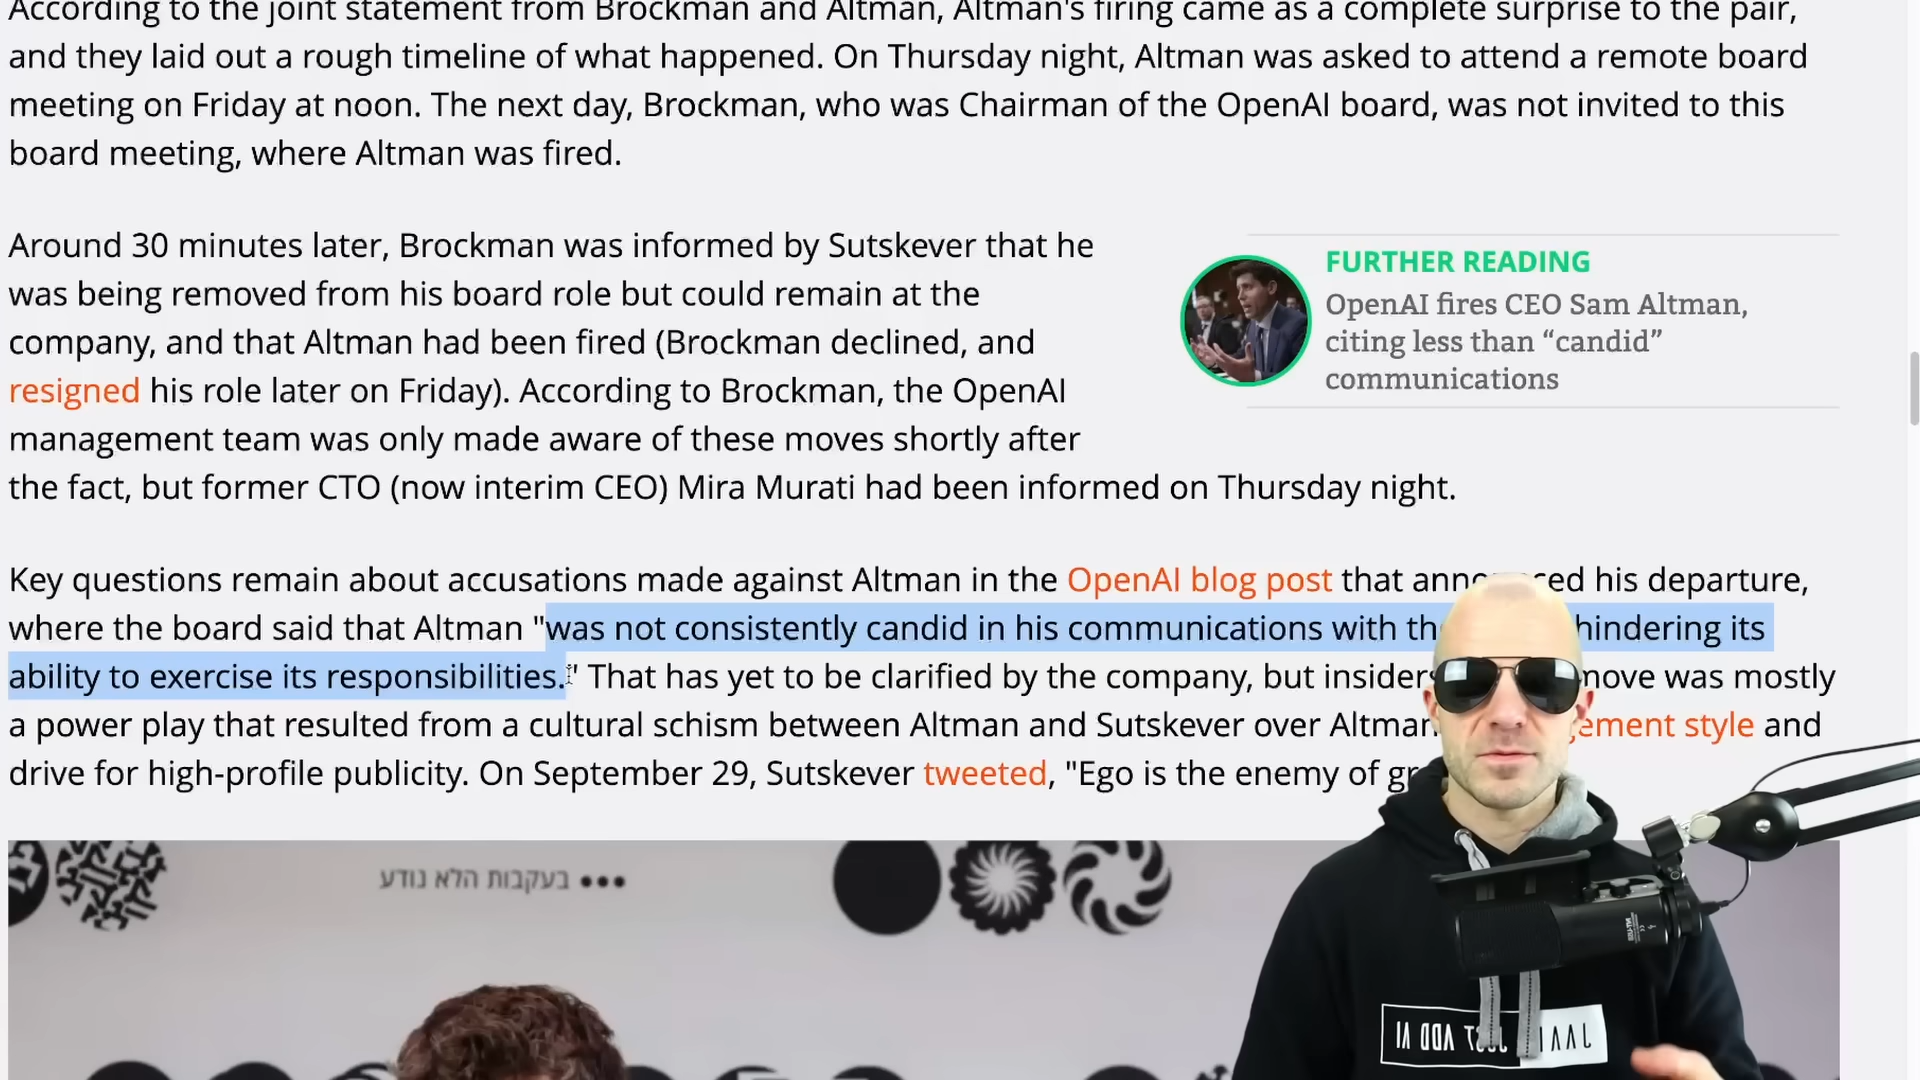 According to the joint statement from Brockman and Altman, Altman's firing came as a complete surprise to the pair,
and they laid out a rough timeline of what happened. On Thursday night, Altman was asked to attend a remote board
meeting on Friday at noon. The next day, Brockman, who was Chairman of the OpenAI board, was not invited to this
board meeting, where Altman was fired.
Around 30 minutes later, Brockman was informed by Sutskever that he
was being removed from his board role but could remain at the
company, and that Altman had been fired (Brockman declined, and
resigned his role later on Friday). According to Brockman, the OpenAI
management team was only made aware of these moves shortly after
the fact, but former CTO (now interim CEO) Mira Murati had been informed on Thursday night.
FURTHER READING
OpenAI fires CEO Sam Altman,
citing less than “candid”
communications
Key questions remain about accusations made against Altman in the OpenAI blog post that his departure,
where the board said that Altman "was not consistently candid in his communications with hindering its
ability to exercise its responsibilities." That has yet to be clarified by the company, but insiders move was mostly
a power play that resulted from a cultural schism between Altman and Sutskever over Altman style and
drive for high-profile publicity. On September 29, Sutskever tweeted, "Ego is the enemy of
בעקבות הלא נודע